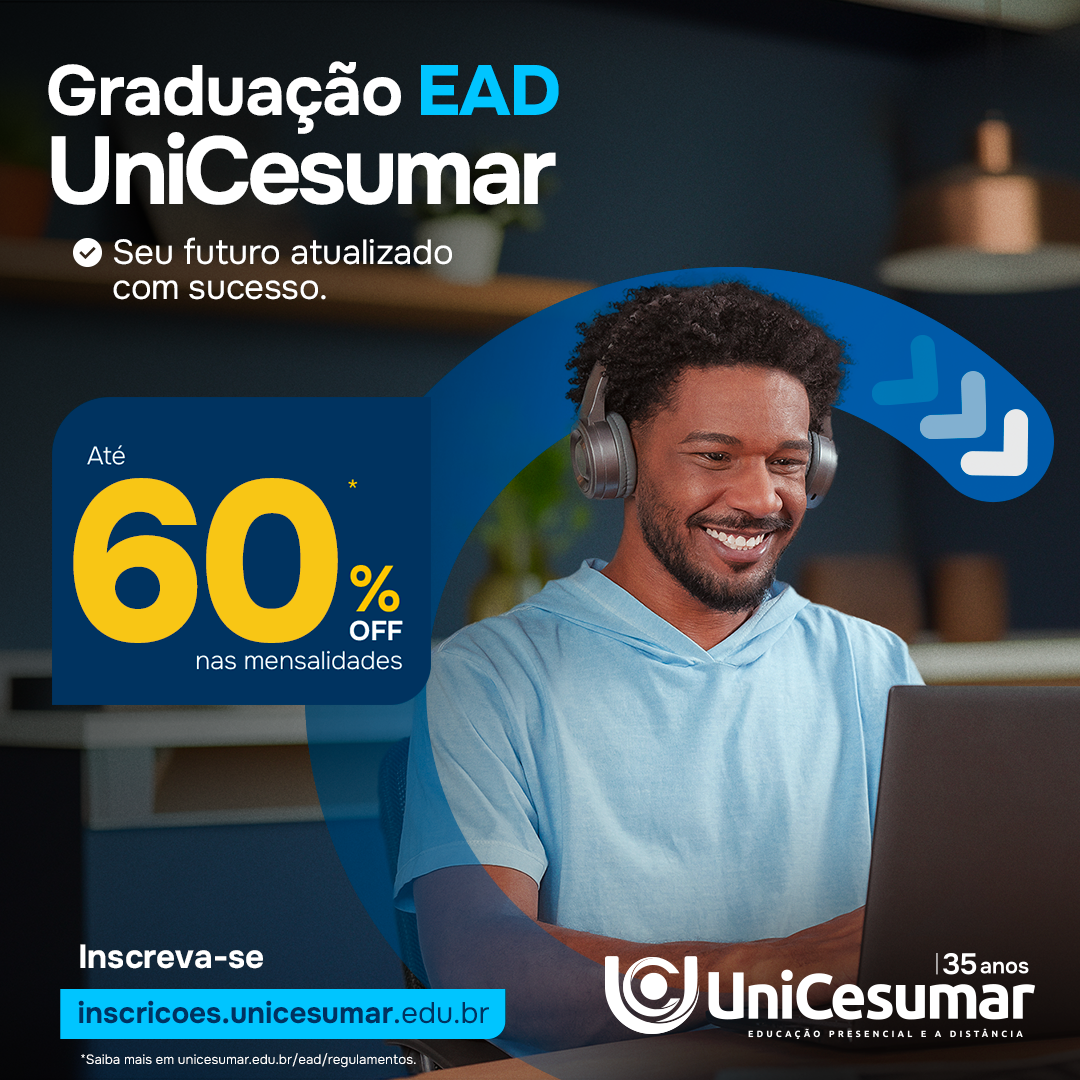 Graduação EAD
UniCesumar
Seu futuro atualizado
com sucesso.
Até
60%*
OFF
nas mensalidades
Inscreva-se
inscricoes.unicesumar.edu.br
*Saiba mais em unicesumar.edu.br/ead/regulamentos.
35 anos
UniCesumar
EDUCAÇÃO PRESENCIAL E A DISTÂNCIA